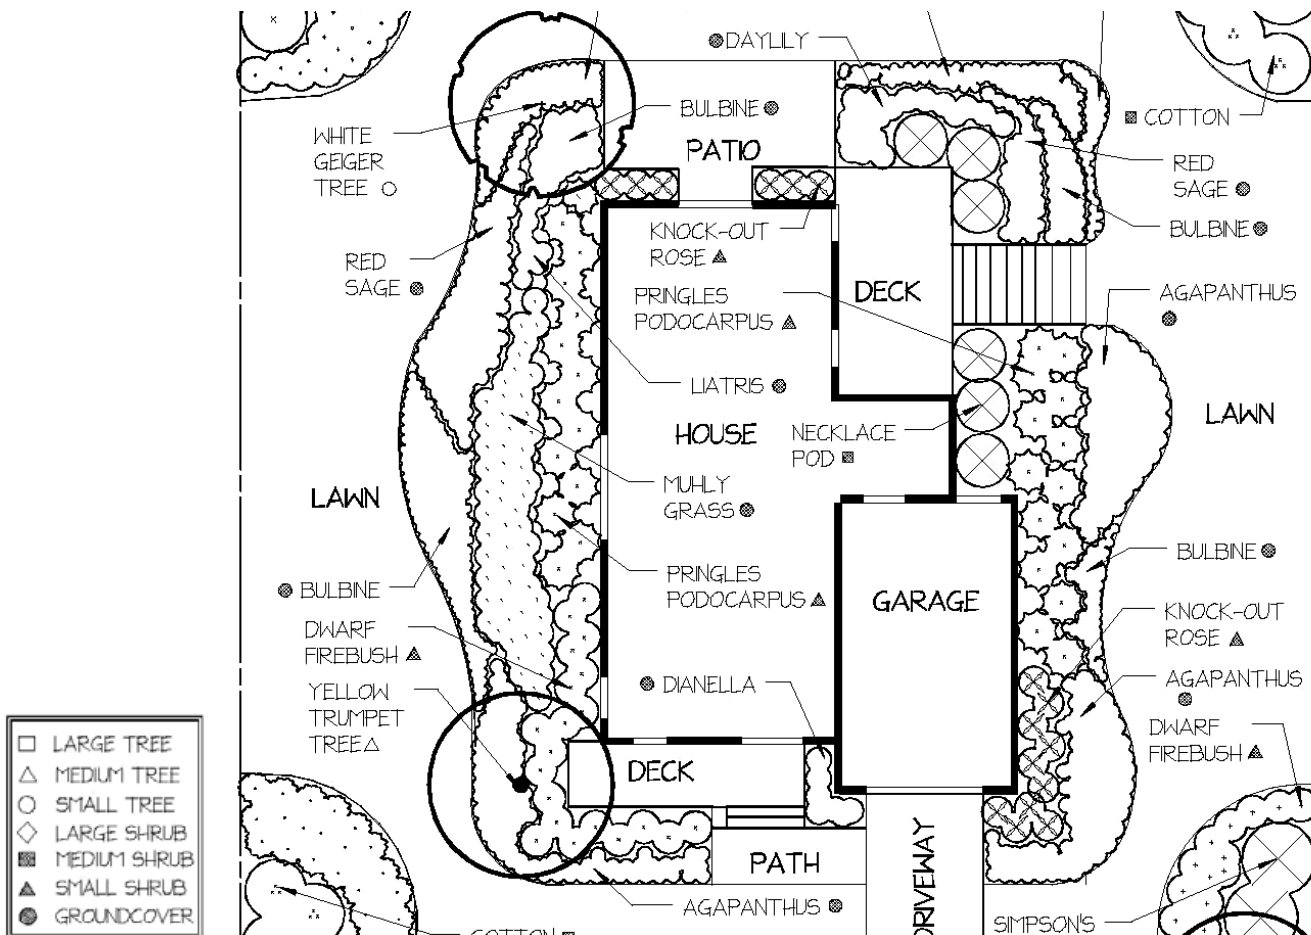 DAYLILY
BULBINE
COTTON
WHITE
GEIGER
TREE
PATIO
RED
SAGE
BULBINE
KNOCK-OUT
ROSE
RED
SAGE
DECK
PRINGLES
PODOCARPUS
AGAPANTHUS
LIATRIS
LAWN
HOUSE
NECKLACE
POD
MUHLY
GRASS
LAWN
BULBINE
PRINGLES
PODOCARPUS
BULBINE
GARAGE
KNOCK-OUT
ROSE
DWARF
FIREBUSH
DIANELLA
AGAPANTHUS
YELLOW
TRUMPET
TREE
DWARF
FIREBUSH
DECK
PATH
DRIVEWAY
AGAPANTHUS
SIMPSON'S
COTTON
LARGE TREE
MEDIUM TREE
SMALL TREE
LARGE SHRUB
MEDIUM SHRUB
SMALL SHRUB
GROUNDCOVER